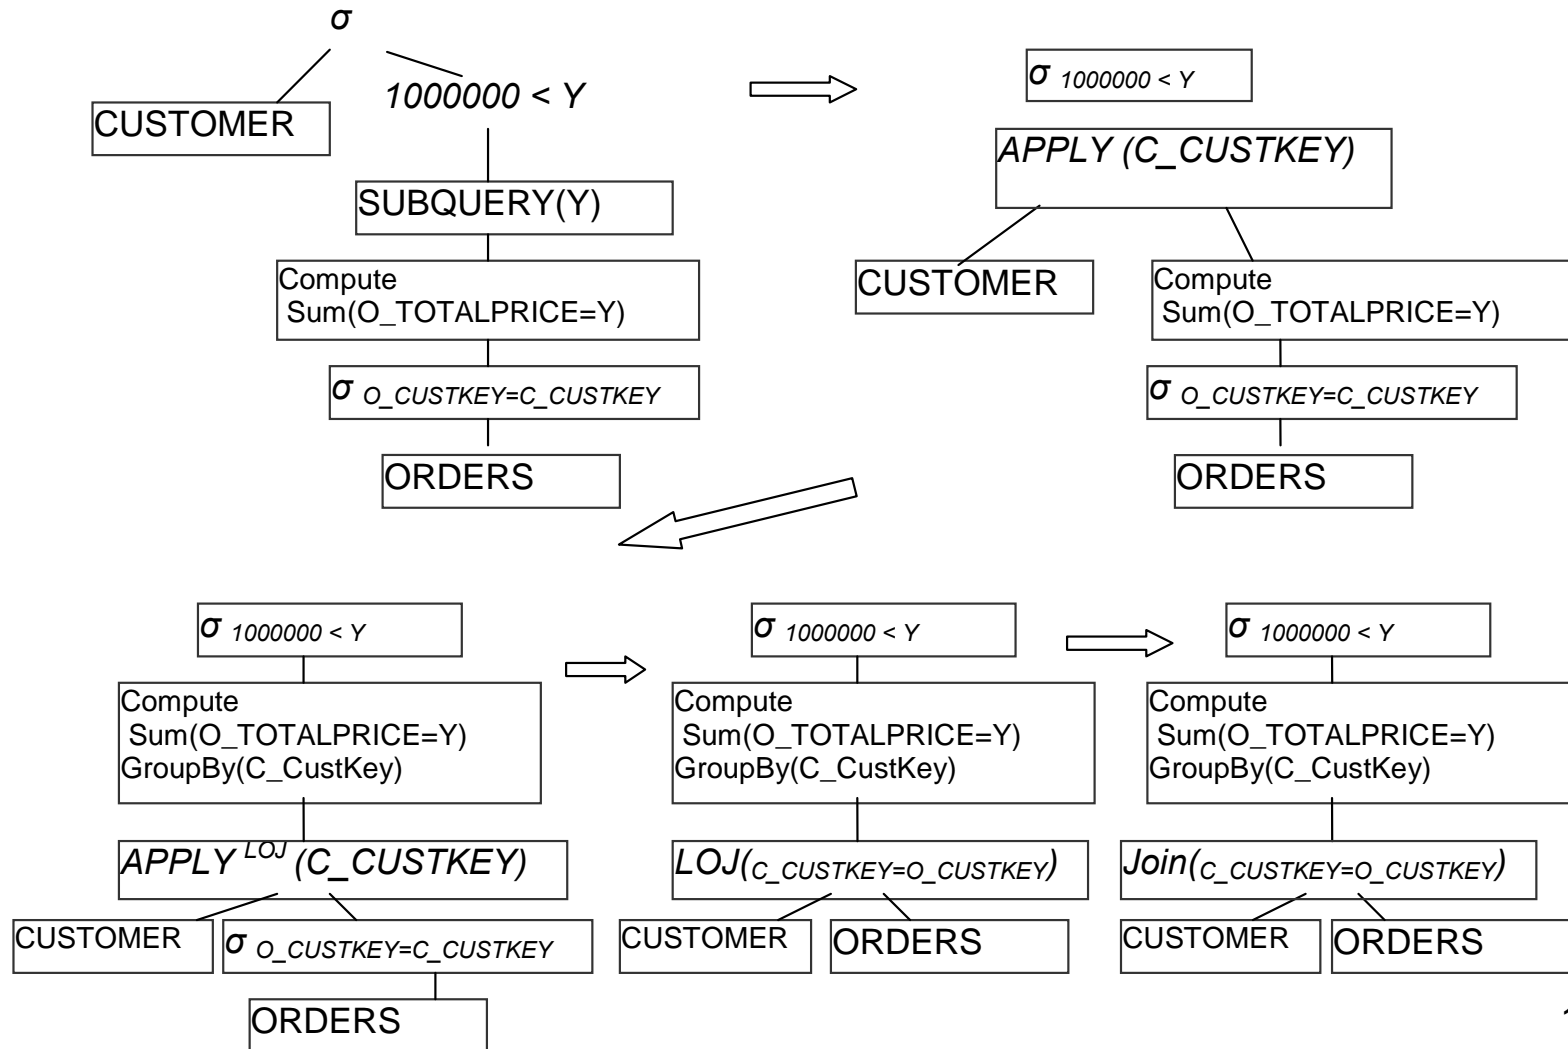 σ
CUSTOMER
1000000 < Y
SUBQUERY(Y)
Compute
Sum(O_TOTALPRICE=Y)
σ O_CUSTKEY=C_CUSTKEY
ORDERS
σ 1000000 < Y
APPLY (C_CUSTKEY)
CUSTOMER
Compute
Sum(O_TOTALPRICE=Y)
σ O_CUSTKEY=C_CUSTKEY
ORDERS
σ 1000000 < Y
Compute
Sum(O_TOTALPRICE=Y)
GroupBy(C_CustKey)
APPLY LOJ (C_CUSTKEY)
CUSTOMER
σ O_CUSTKEY=C_CUSTKEY
ORDERS
σ 1000000 < Y
Compute
Sum(O_TOTALPRICE=Y)
GroupBy(C_CustKey)
LOJ(C_CUSTKEY=O_CUSTKEY)
CUSTOMER
ORDERS
σ 1000000 < Y
Compute
Sum(O_TOTALPRICE=Y)
GroupBy(C_CustKey)
Join(C_CUSTKEY=O_CUSTKEY)
CUSTOMER
ORDERS